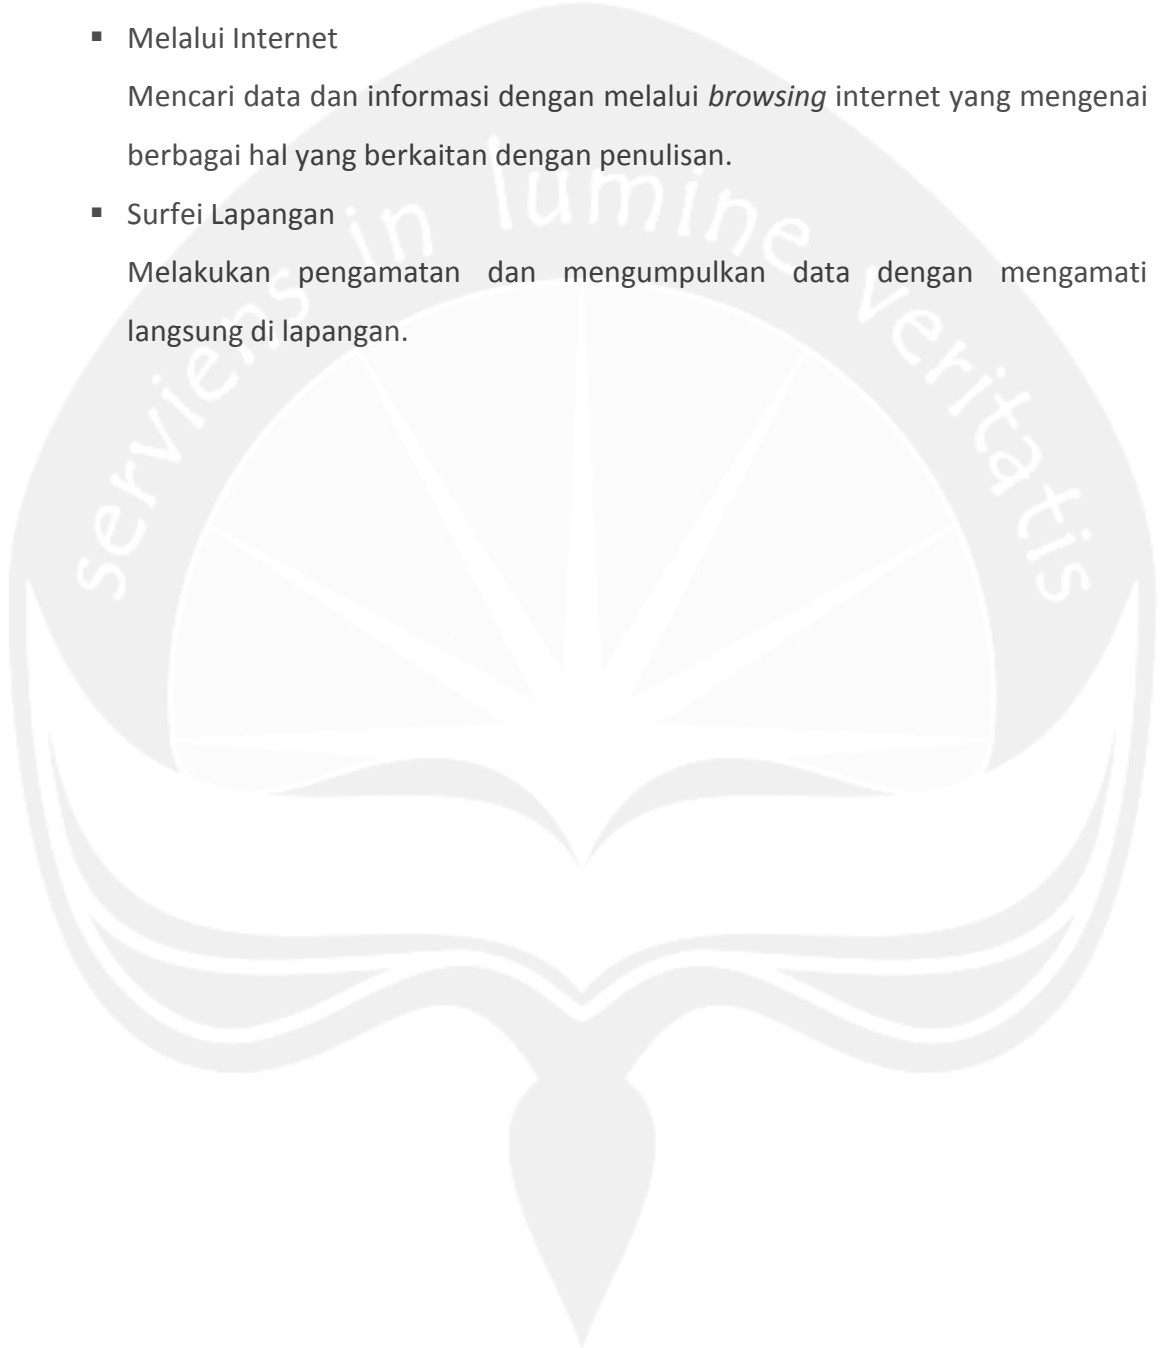 ▪ Melalui Internet
Mencari data dan informasi dengan melalui browsing internet yang mengenai
berbagai hal yang berkaitan dengan penulisan.
▪ Surfei Lapangan
Melakukan pengamatan dan mengumpulkan data dengan mengamati
langsung di lapangan.
serviens in lumine veritatis